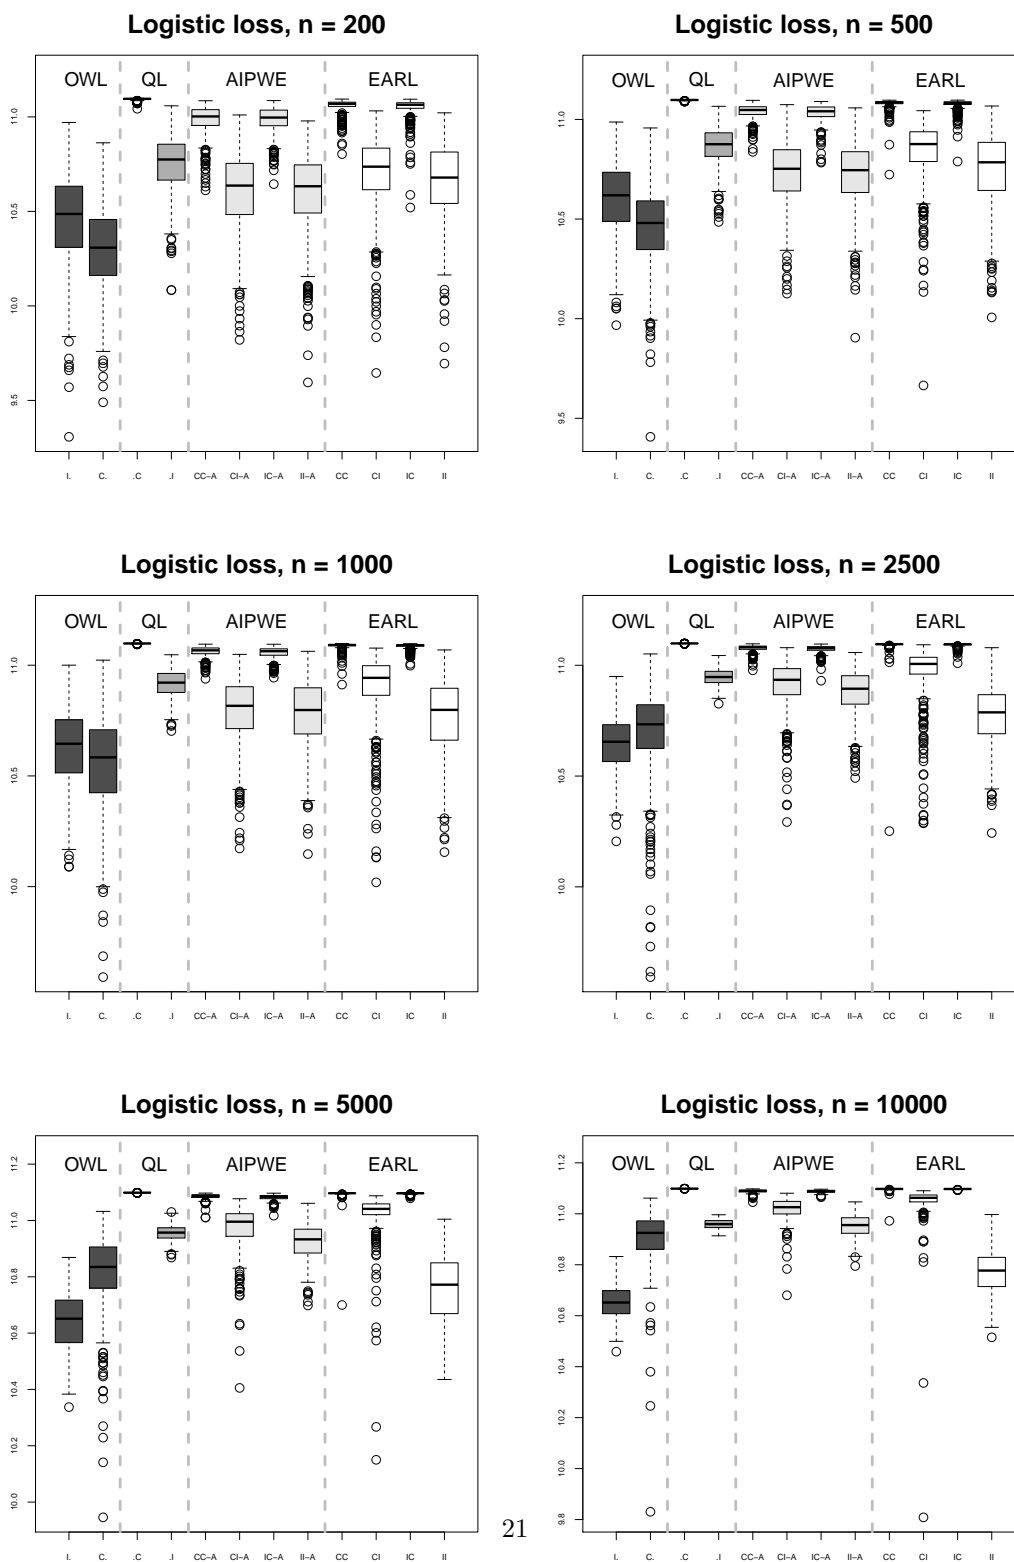 Logistic loss, n = 200
OWL QL AIPWE EARL
11.0
10.5
10.0
9.5
I. C. .C .I CC−A CI−A IC−A II−A CC CI IC II
Logistic loss, n = 500
OWL QL AIPWE EARL
11.0
10.5
10.0
9.5
I. C. .C .I CC−A CI−A IC−A II−A CC CI IC II
Logistic loss, n = 1000
OWL QL AIPWE EARL
11.0
10.5
10.0
I. C. .C .I CC−A CI−A IC−A II−A CC CI IC II
Logistic loss, n = 2500
OWL QL AIPWE EARL
11.0
10.5
10.0
I. C. .C .I CC−A CI−A IC−A II−A CC CI IC II
Logistic loss, n = 5000
OWL QL AIPWE EARL
11.2
11.0
10.8
10.6
10.4
10.2
10.0
I. C. .C .I CC−A CI−A IC−A II−A CC CI IC II
Logistic loss, n = 10000
OWL QL AIPWE EARL
11.2
11.0
10.8
10.6
10.4
10.2
10.0
9.8
I. C. .C .I CC−A CI−A IC−A II−A CC CI IC II
21